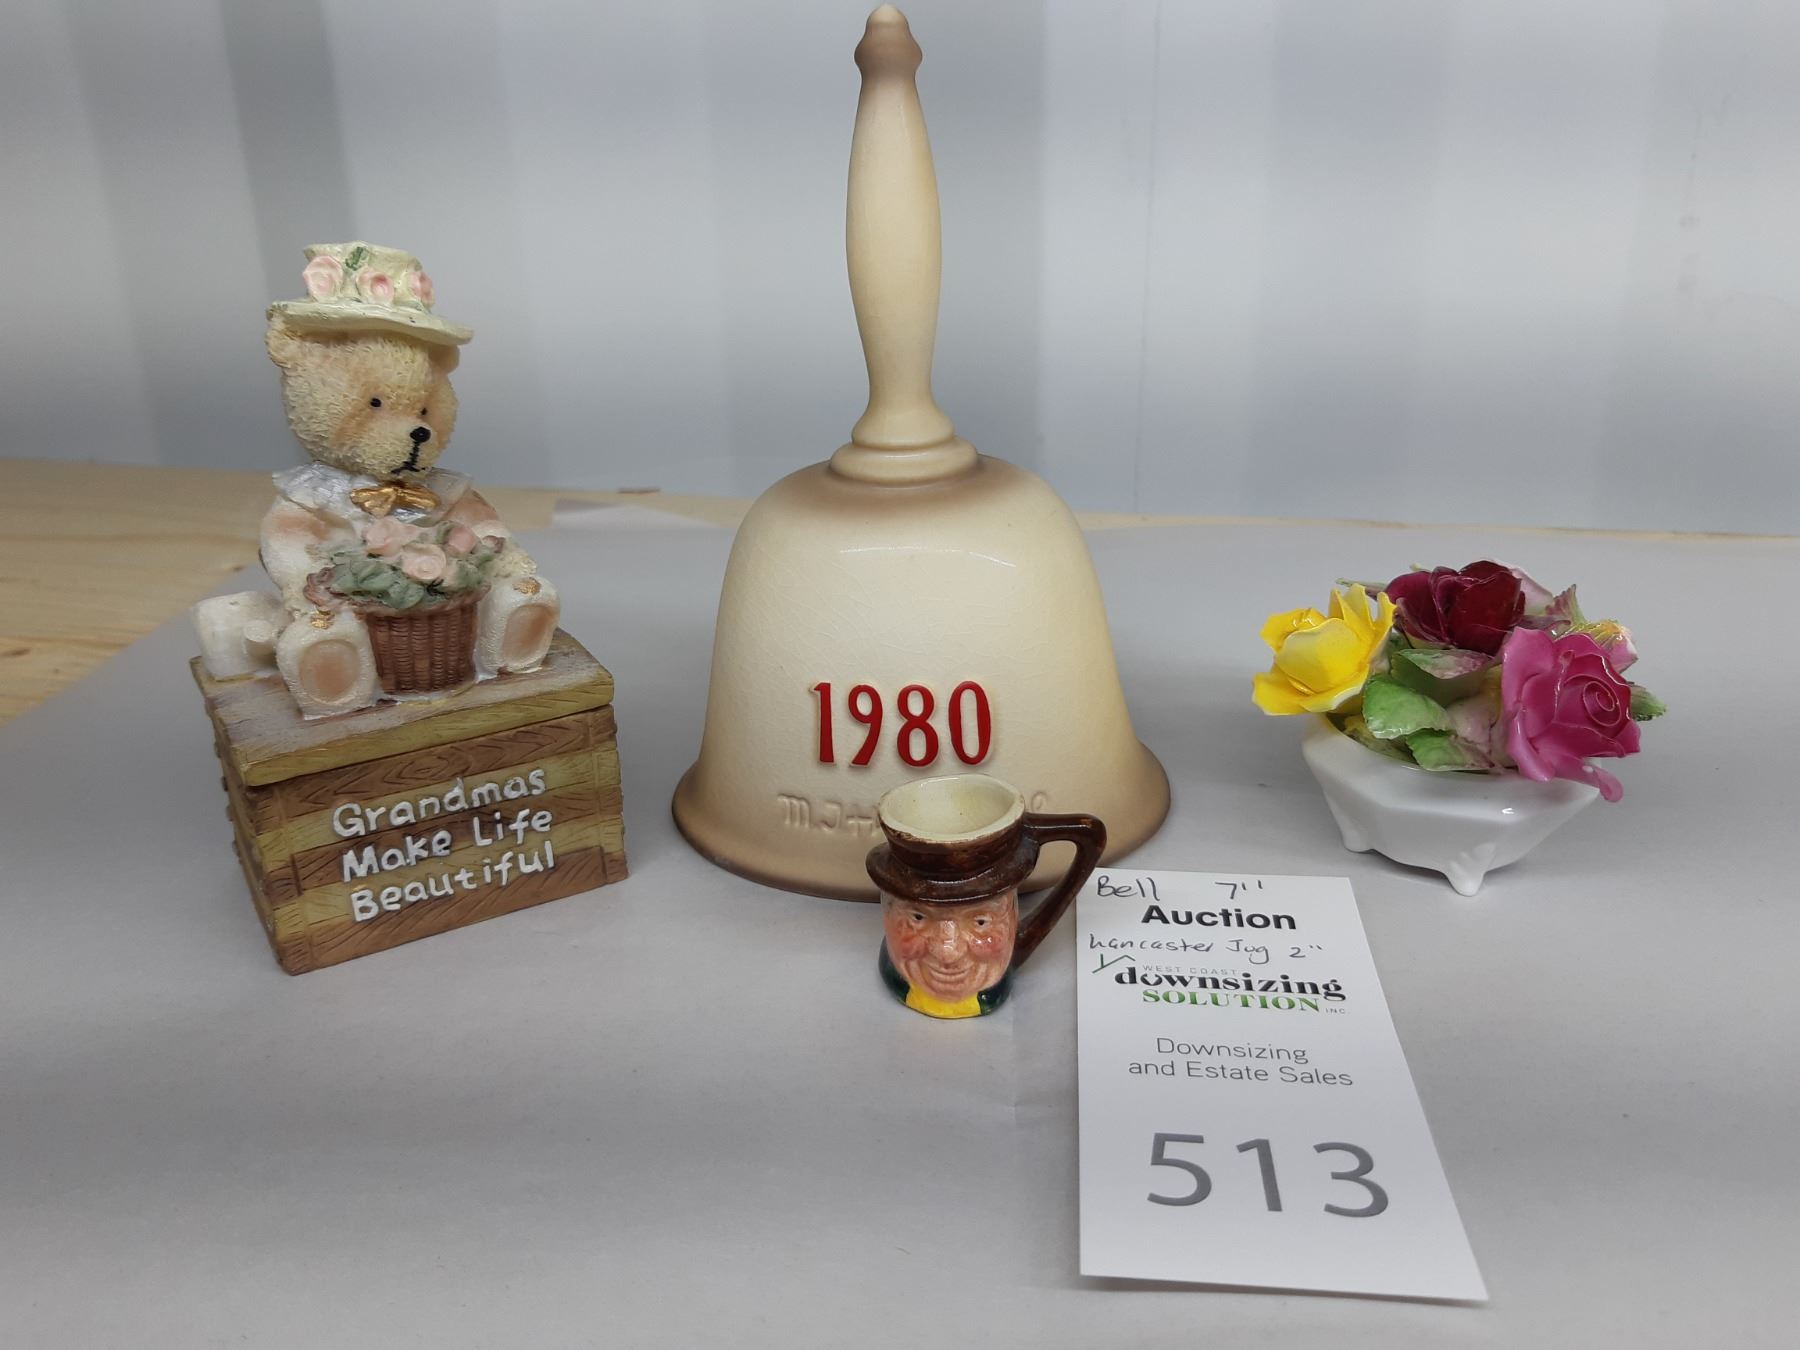 Grandmas
Make Life
Beautiful
1980
Bell 7"
Auction
Lancaster Jug 2"
WEST COAST
downsizing
SOLUTION INC
Downsizing
and Estate Sales
513